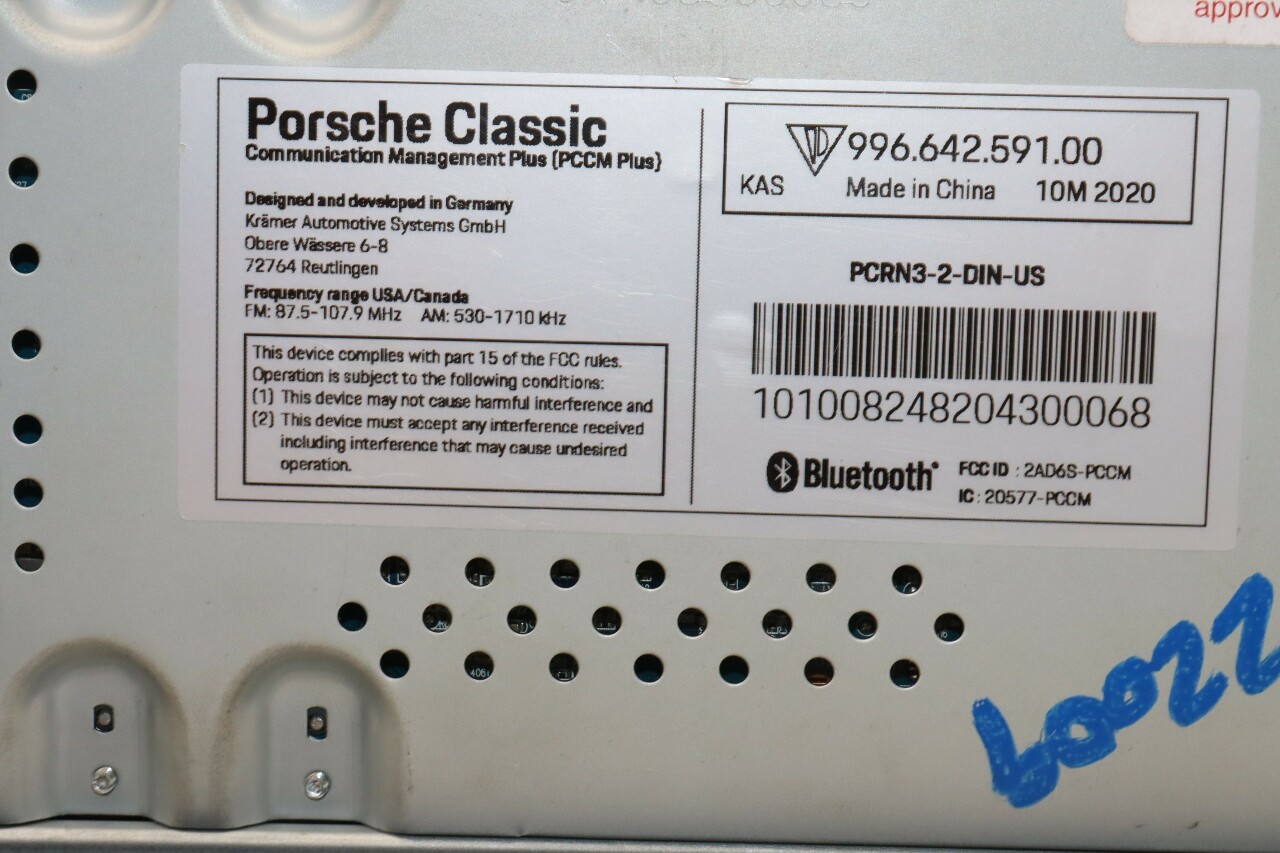 approv
Porsche Classic
Communication Management Plus (PCCM Plus)
Designed and developed in Germany
Krämer Automotive Systems GmbH
Obere Wässere 6-8
72764 Reutlingen
Frequency range USA/Canada
FM: 87.5-107.9 MHz AM: 530-1710 kHz
This device complies with part 15 of the FCC rules.
Operation is subject to the following conditions:
(1) This device may not cause harmful interference and
(2) This device must accept any interference received
including interference that may cause undesired
operation.
996.642.591.00
KAS Made in China 10M 2020
PCRN3-2-DIN-US
101008248204300068
Bluetooth
FCC ID : 2AD6S-PCCM
IC : 20577-PCCM